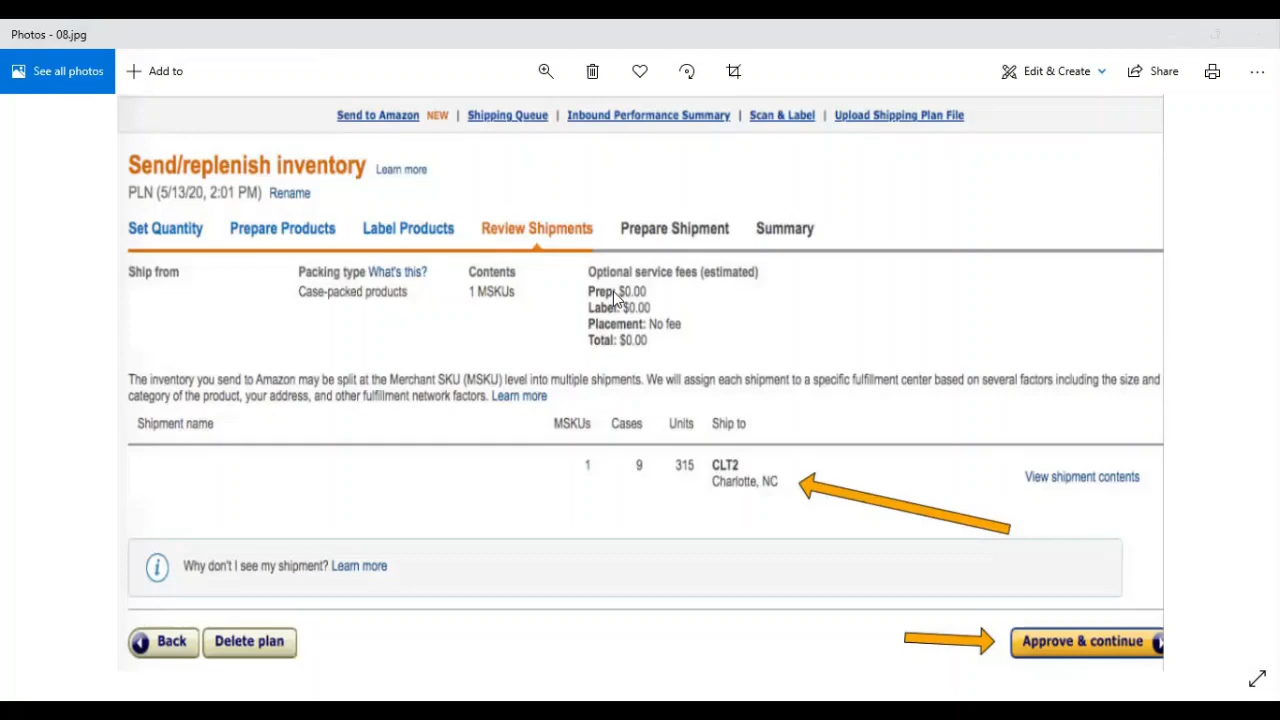 Photos - 08.jpg
See all photos
Add to
Edit & Create
Share
Send to Amazon NEW | Shipping Queue | Inbound Performance Summary | Scan & Label | Upload Shipping Plan File
Send/replenish inventory Learn more
PLN (5/13/20, 2:01 PM) Rename
Set Quantity Prepare Products Label Products Review Shipments Prepare Shipment Summary
Ship from Packing type What's this? Contents Optional service fees (estimated)
Case-packed products 1 MSKUs Prep: $0.00
Label: $0.00
Placement: No fee
Total: $0.00
The inventory you send to Amazon may be split at the Merchant SKU (MSKU) level into multiple shipments. We will assign each shipment to a specific fulfillment center based on several factors including the size and
category of the product, your address, and other fulfillment network factors. Learn more
Shipment name MSKUs Cases Units Ship to
1 9 315 CLT2
Charlotte, NC
View shipment contents
Why don't I see my shipment? Learn more
Back Delete plan Approve & continue